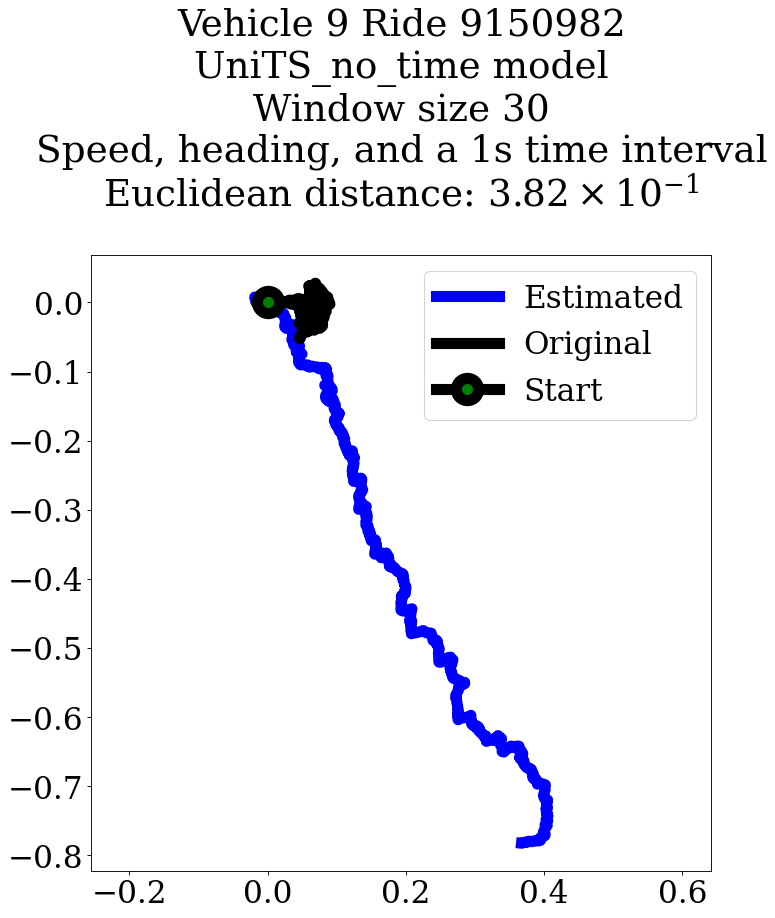 Vehicle 9 Ride 9150982
UniTS_no_time model
Window size 30
Speed, heading, and a 1s time interval
Euclidean distance: 3.82 × 10⁻¹
Estimated
Original
Start
0.0
−0.1
−0.2
−0.3
−0.4
−0.5
−0.6
−0.7
−0.8
−0.2 0.0 0.2 0.4 0.6